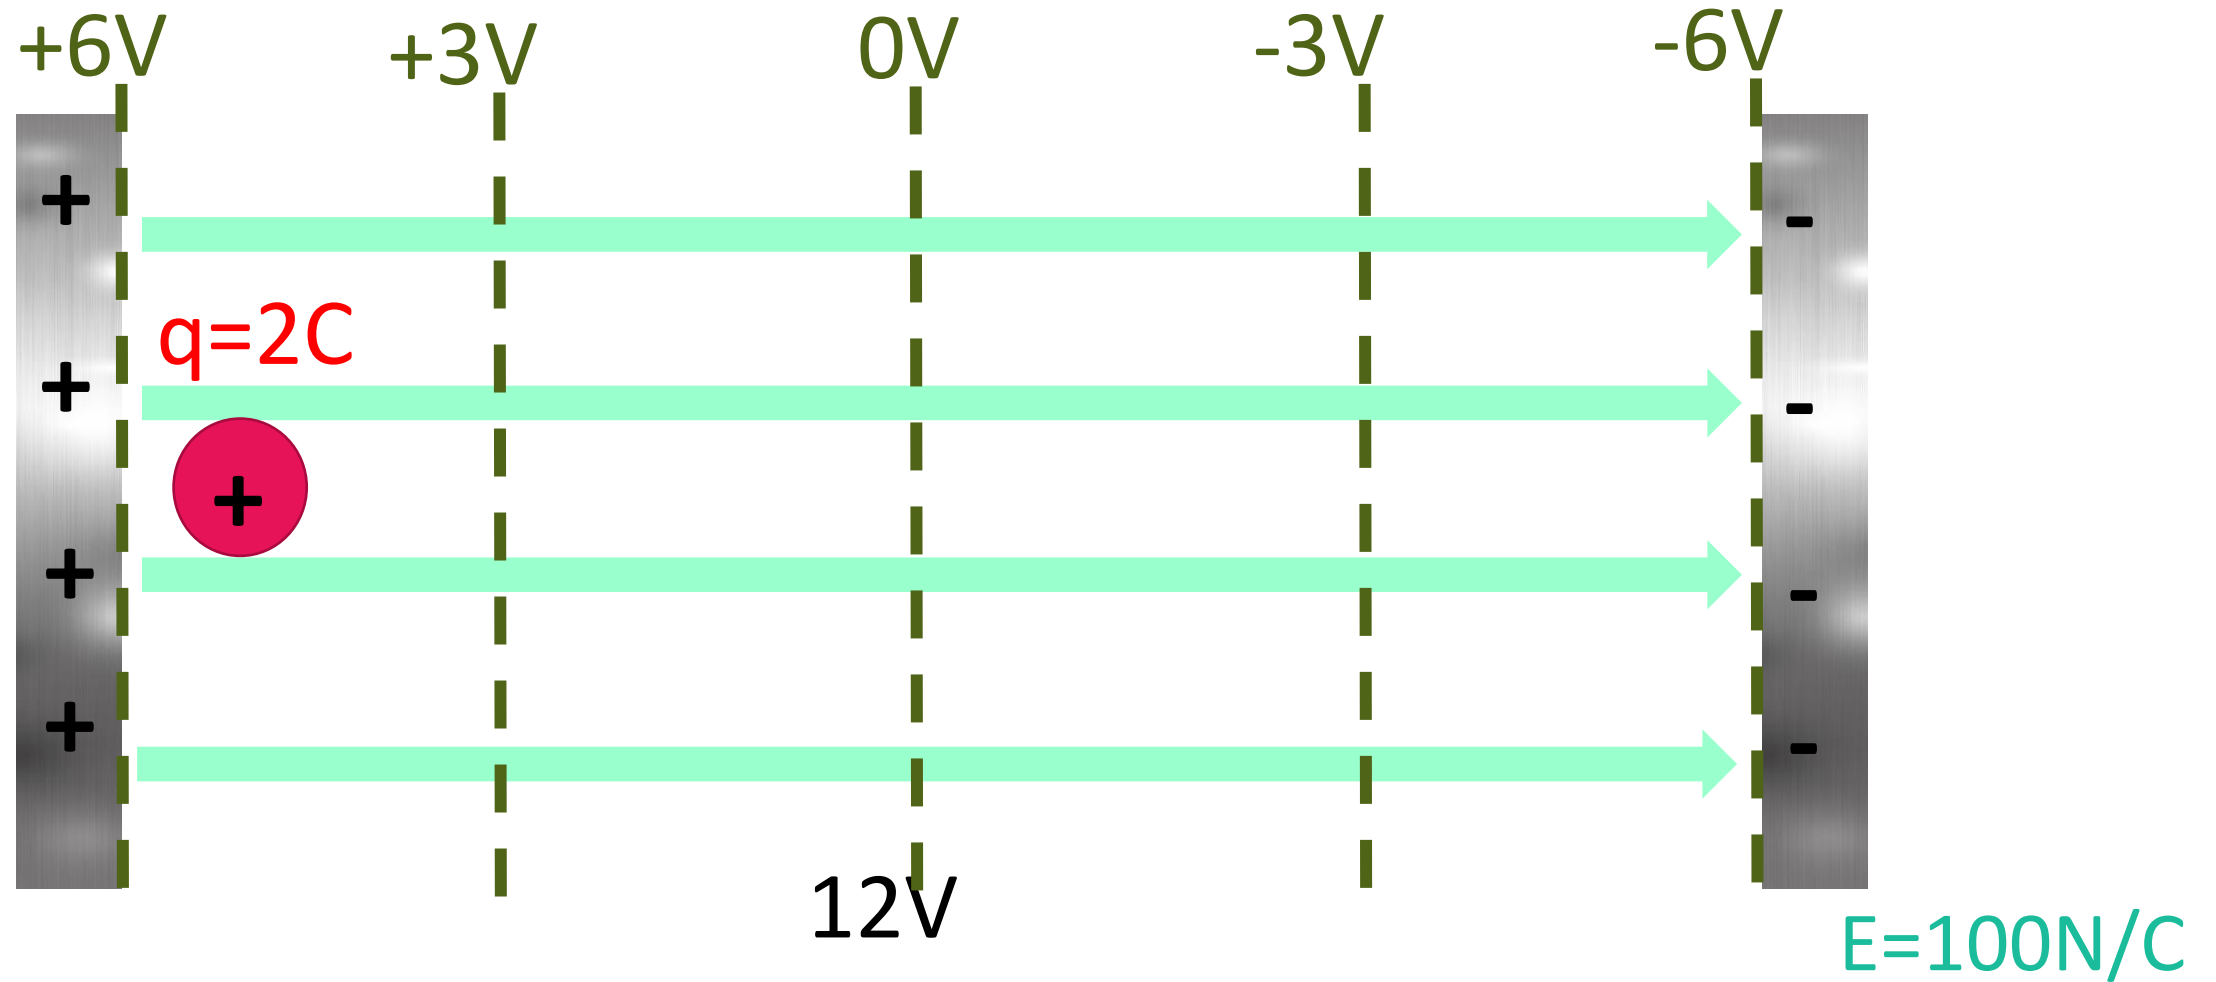 +6V
+3V
0V
-3V
-6V
+
-
q=2C
+
-
+
+
-
+
-
12V
E=100N/C